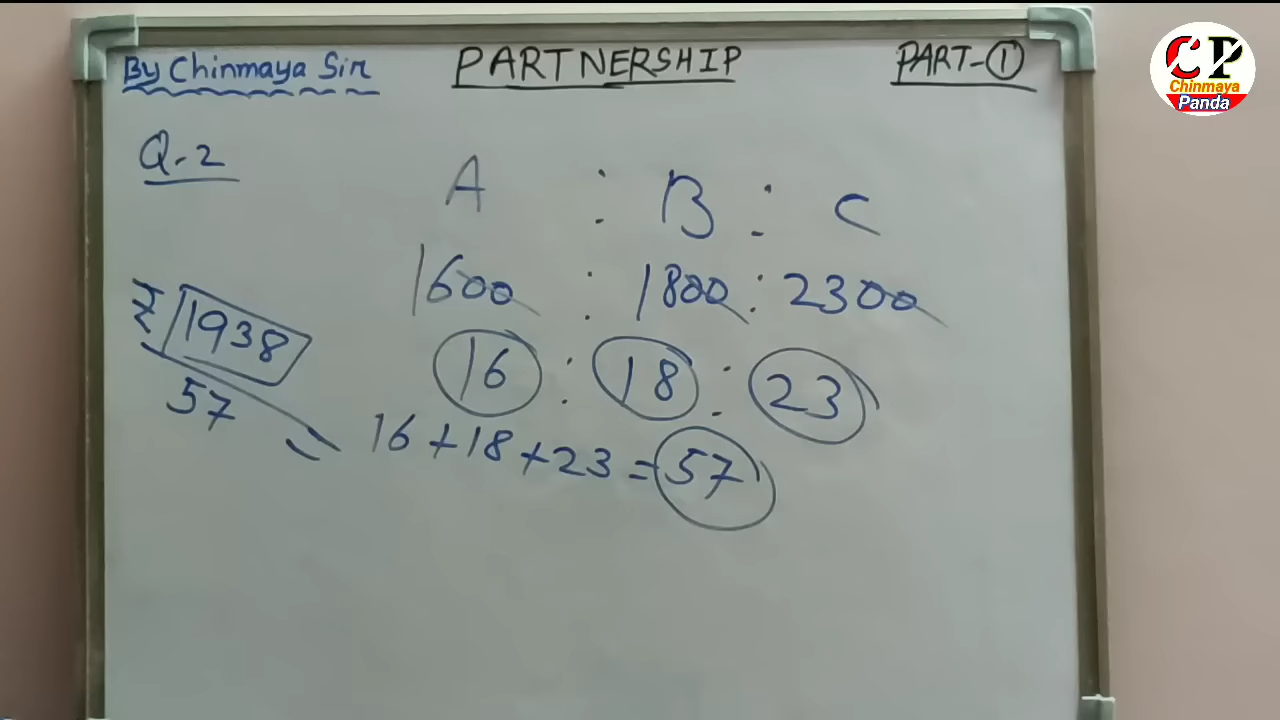 By Chinmaya Sir PARTNERSHIP PART-①
CP
Chinmaya
Panda
Q.2
A : B : C
1600 : 1800 : 2300
₹ 1938
57 =
16 : 18 : 23
16 + 18 + 23 = 57